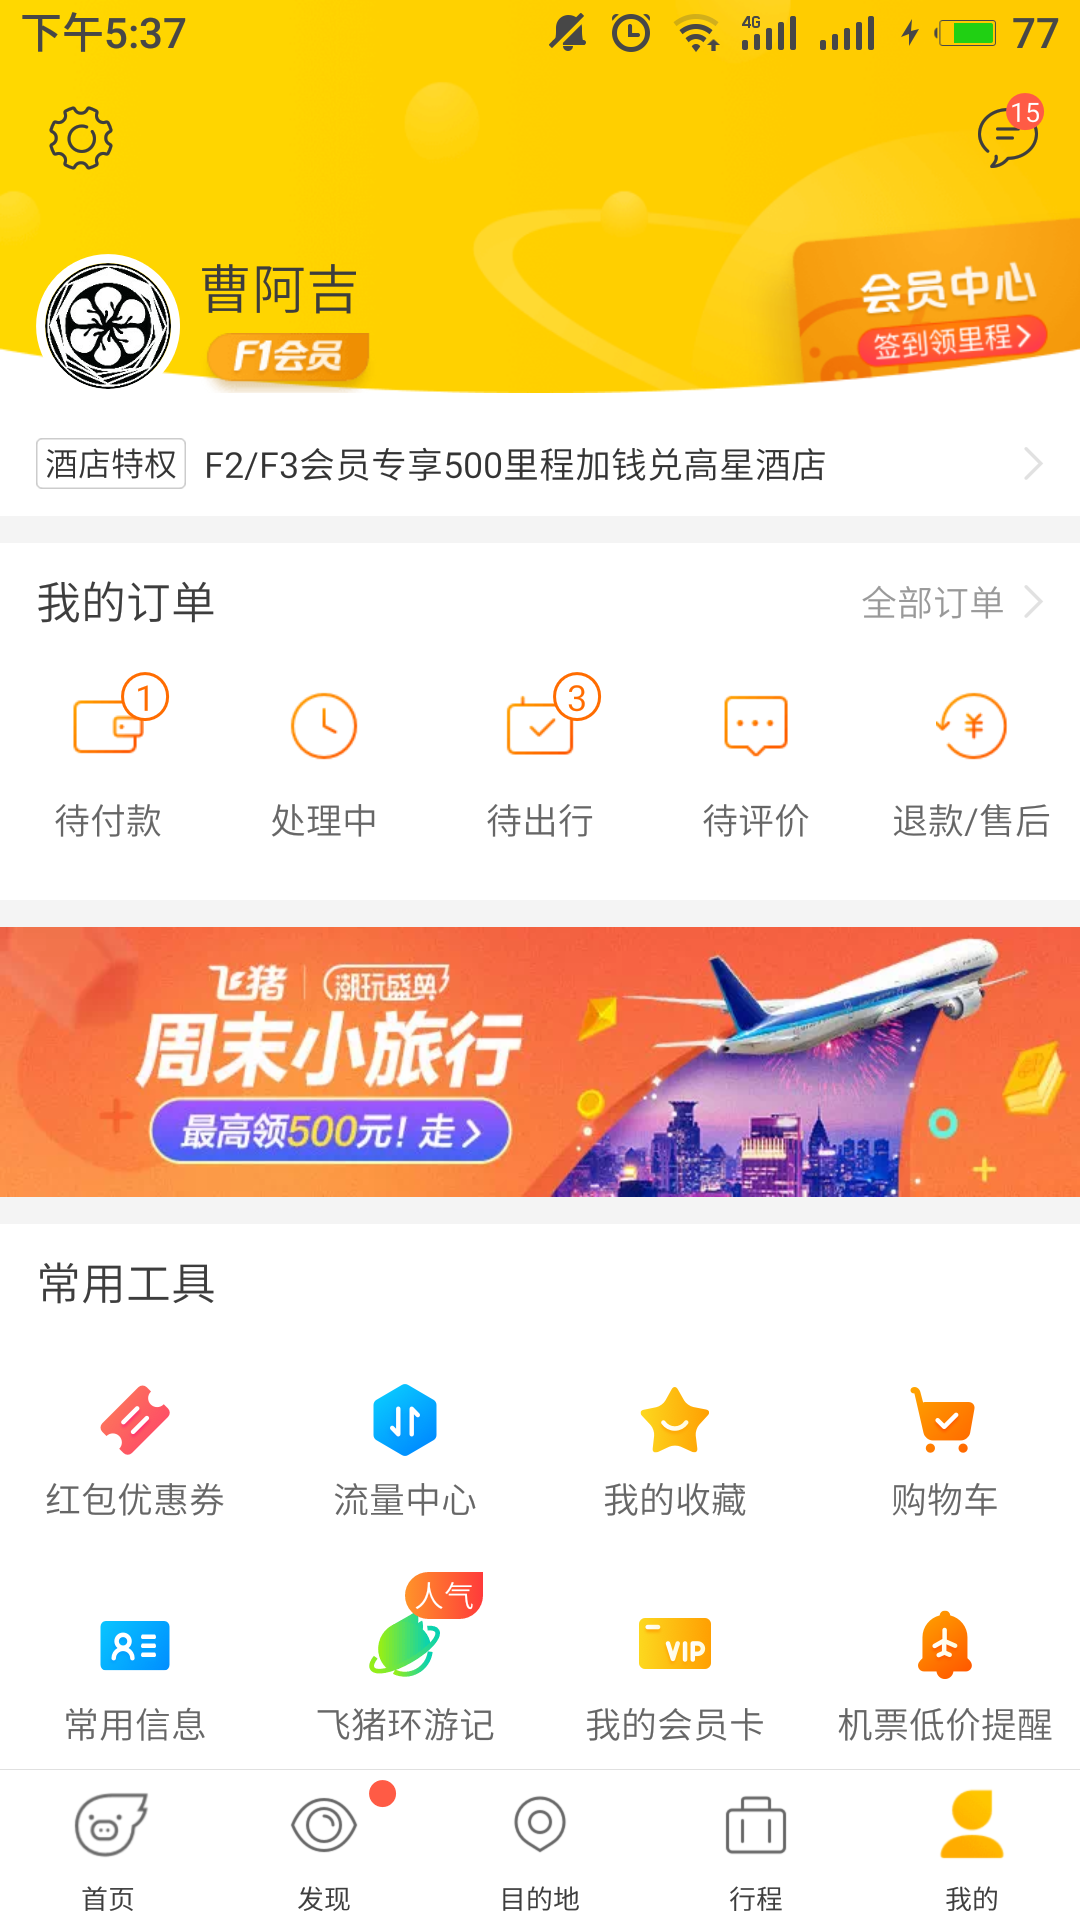 下午5:37
4G
77
15
曹阿吉
F1会员
会员中心
签到领里程
酒店特权
F2/F3会员专享500里程加钱兑高星酒店
我的订单
全部订单
1
3
¥
待付款
处理中
待出行
待评价
退款/售后
飞猪
潮玩盛典
周末小旅行
最高领500元!走
常用工具
红包优惠券
流量中心
我的收藏
购物车
人气
VIP
常用信息
飞猪环游记
我的会员卡
机票低价提醒
首页
发现
目的地
行程
我的